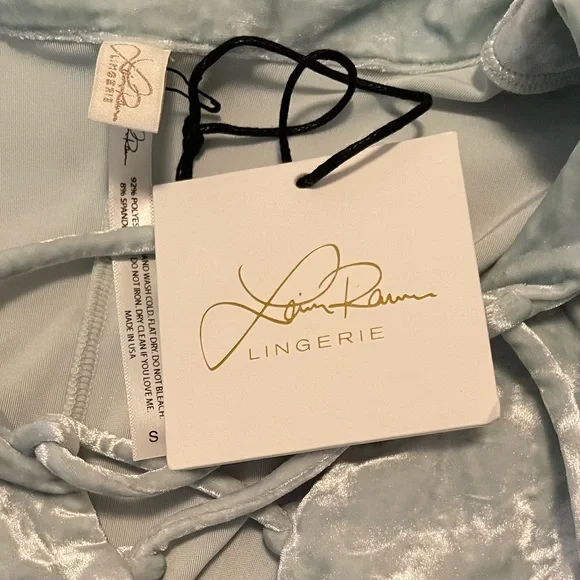 LINGERIE
LINGERIE
92% POLYES
8% SPAND
AND WASH COLD. FLAT DRY. DO NOT BLEACH.
DO NOT IRON. DRY CLEAN IF YOU LOVE ME.
MADE IN USA
S